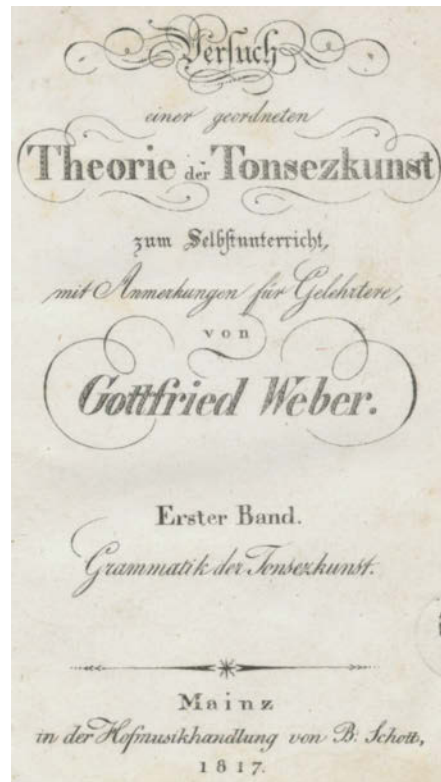 Versuch
einer geordneten
Theorie der Tonsezkunst
zum Selbstunterricht,
mit Anmerkungen für Gelehrtere,
von
Gottfried Weber.
Erster Band.
Grammatik der Tonsezkunst.
Mainz
in der Hofmusikhandlung von B: Schott,
1817.